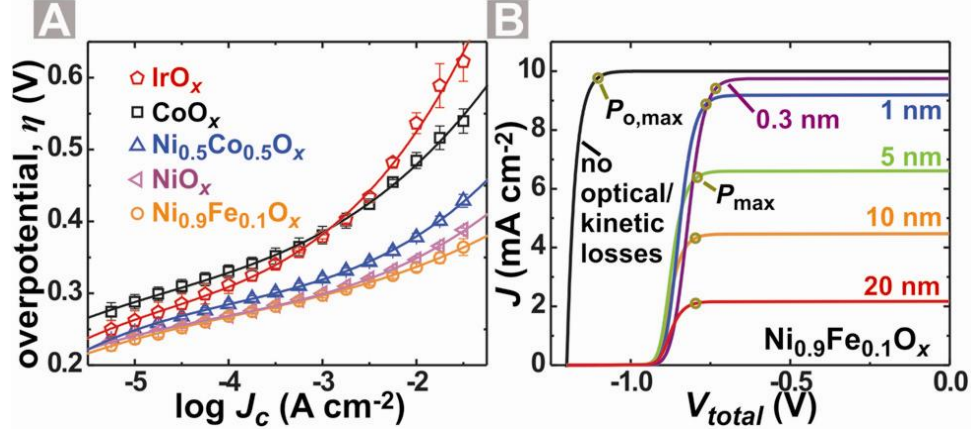 A
overpotential, η (V)
0.6
0.5
0.4
0.3
0.2
IrOx
CoOx
Ni0.5Co0.5Ox
NiOx
Ni0.9Fe0.1Ox
-5
-4
-3
-2
log Jc (A cm-2)
B
J (mA cm-2)
10
8
6
4
2
0
Po,max
no
optical/
kinetic
losses
0.3 nm
1 nm
5 nm
Pmax
10 nm
20 nm
Ni0.9Fe0.1Ox
-1.0
-0.5
0.0
Vtotal (V)